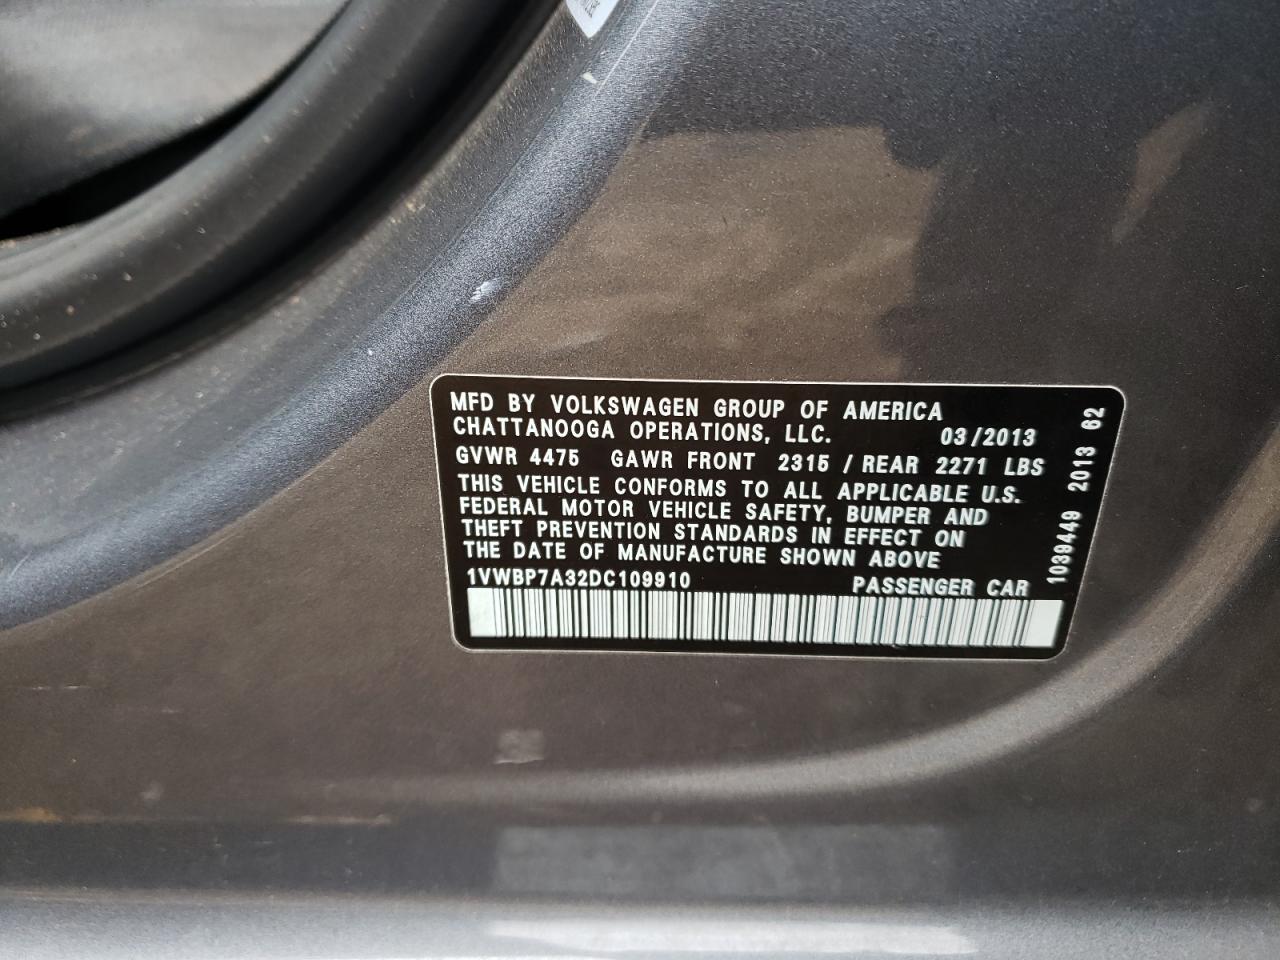 MFD BY VOLKSWAGEN GROUP OF AMERICA
CHATTANOOGA OPERATIONS, LLC. 03/2013
GVWR 4475 GAWR FRONT 2315 / REAR 2271 LBS
THIS VEHICLE CONFORMS TO ALL APPLICABLE U.S.
FEDERAL MOTOR VEHICLE SAFETY, BUMPER AND
THEFT PREVENTION STANDARDS IN EFFECT ON
THE DATE OF MANUFACTURE SHOWN ABOVE
1VWBP7A32DC109910 PASSENGER CAR
1039449 2013 62